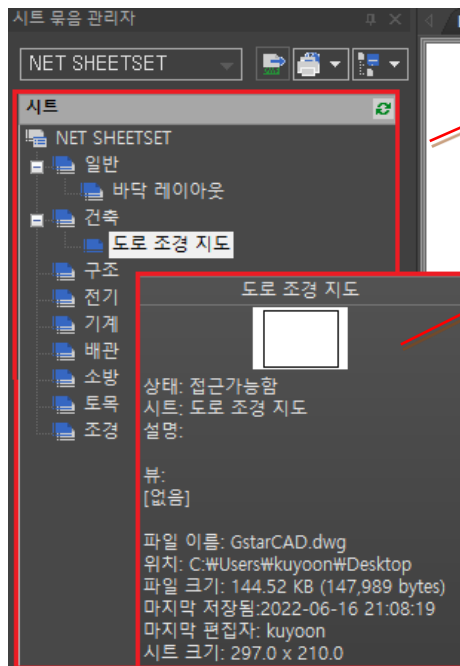 시트 묶음 관리자
NET SHEETSET
시트
NET SHEETSET
일반
바닥 레이아웃
건축
도로 조경 지도
구조
전기
기계
배관
소방
토목
조경
도로 조경 지도
상태: 접근가능함
시트: 도로 조경 지도
설명:
뷰:
[없음]
파일 이름: GstarCAD.dwg
위치: C:₩Users₩kuyoon₩Desktop
파일 크기: 144.52 KB (147,989 bytes)
마지막 저장됨:2022-06-16 21:08:19
마지막 편집자: kuyoon
시트 크기: 297.0 x 210.0